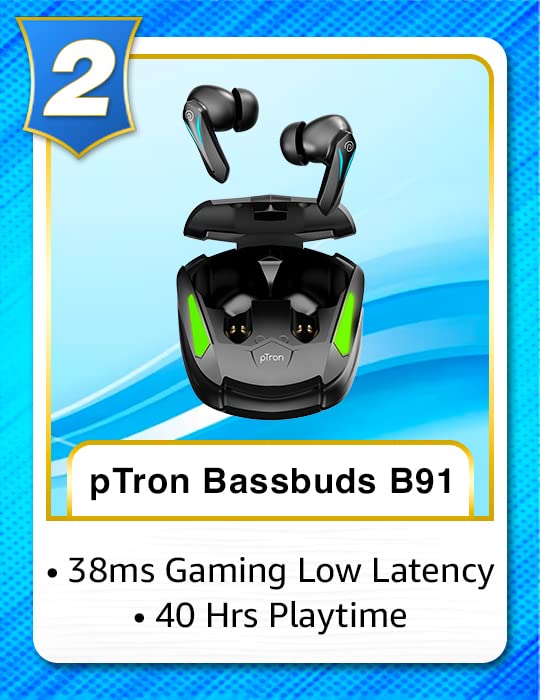 2
pTron
pTron Bassbuds B91
• 38ms Gaming Low Latency
• 40 Hrs Playtime